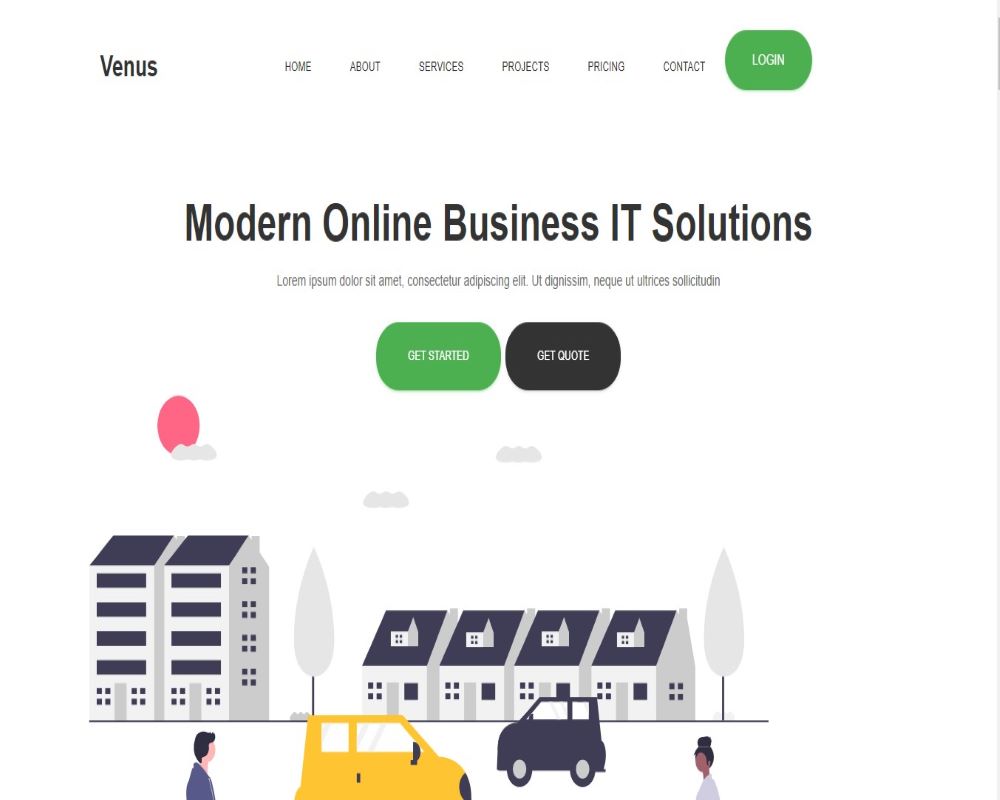 Venus
HOME ABOUT SERVICES PROJECTS PRICING CONTACT LOGIN
Modern Online Business IT Solutions
Lorem ipsum dolor sit amet, consectetur adipiscing elit. Ut dignissim, neque ut ultrices sollicitudin
GET STARTED GET QUOTE